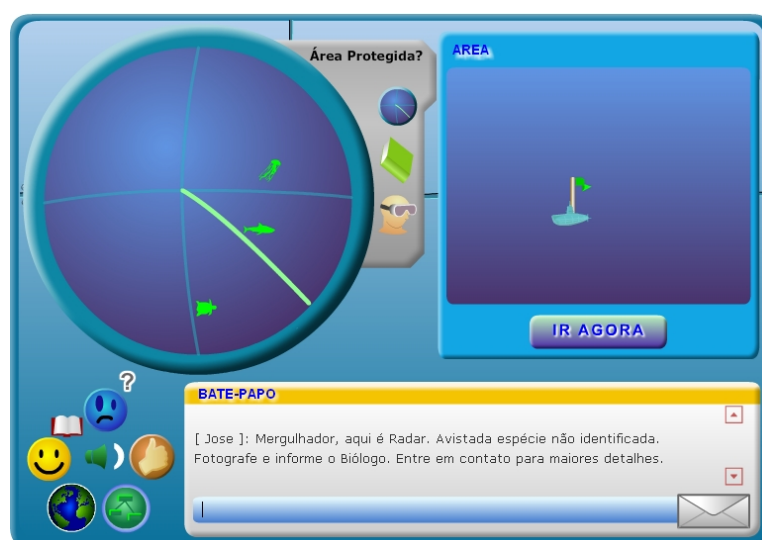 Área Protegida?
AREA
IR AGORA
?
BATE-PAPO
[ Jose ]: Mergulhador, aqui é Radar. Avistada espécie não identificada.
Fotografe e informe o Biólogo. Entre em contato para maiores detalhes.